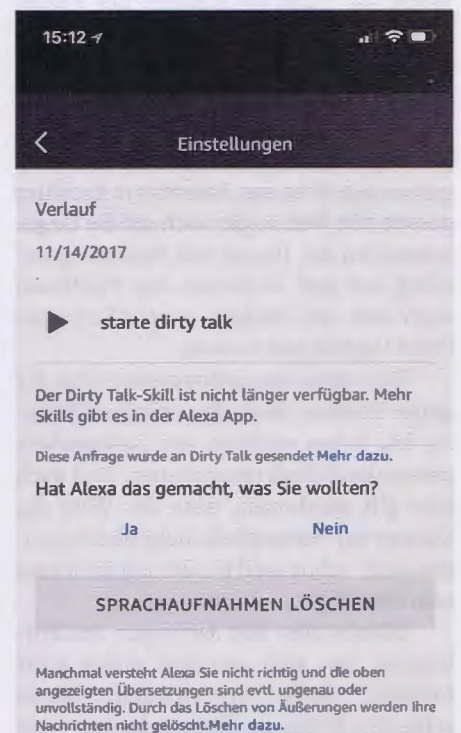 15:12
Einstellungen
Verlauf
11/14/2017
starte dirty talk
Der Dirty Talk-Skill ist nicht länger verfügbar. Mehr
Skills gibt es in der Alexa App.
Diese Anfrage wurde an Dirty Talk gesendet Mehr dazu.
Hat Alexa das gemacht, was Sie wollten?
Ja Nein
SPRACHAUFNAHMEN LÖSCHEN
Manchmal versteht Alexa Sie nicht richtig und die oben
angezeigten Übersetzungen sind evtl. ungenau oder
unvollständig. Durch das Löschen von Äußerungen werden Ihre
Nachrichten nicht gelöscht.Mehr dazu.